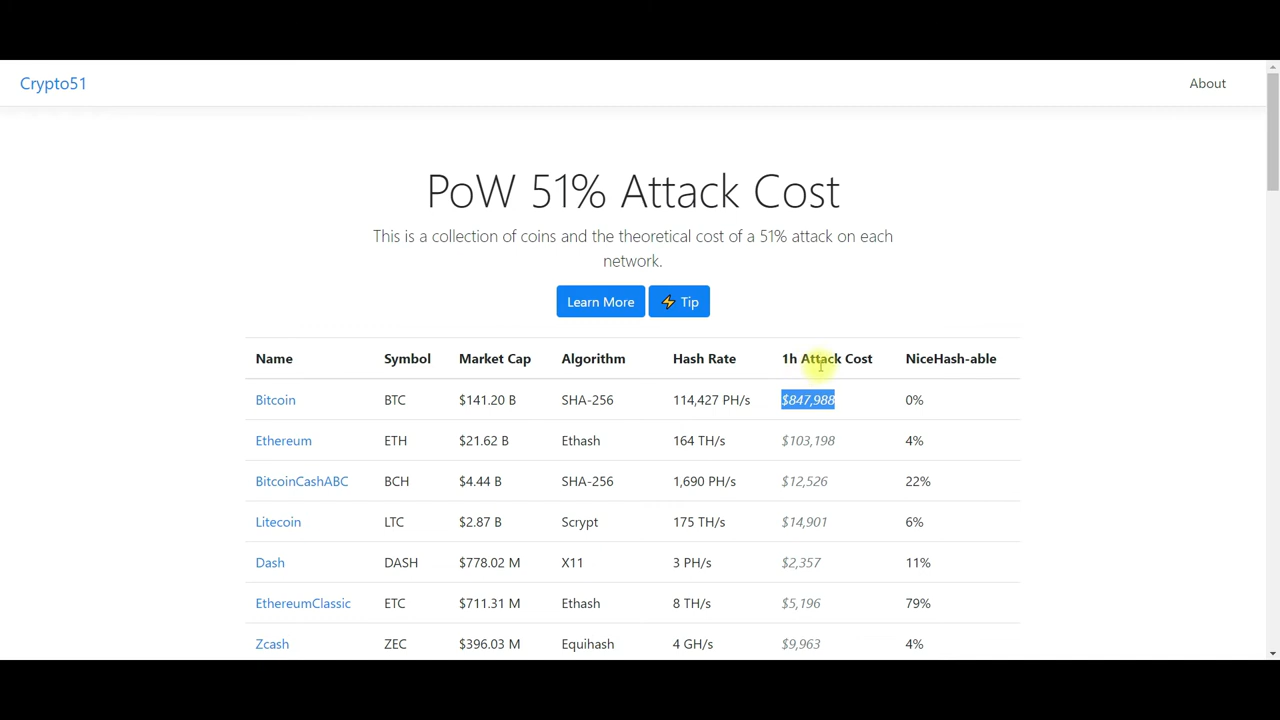 Crypto51 About
PoW 51% Attack Cost
This is a collection of coins and the theoretical cost of a 51% attack on each
network.
Learn More ⚡ Tip
Name Symbol Market Cap Algorithm Hash Rate 1h Attack Cost NiceHash-able
Bitcoin BTC $141.20 B SHA-256 114,427 PH/s $847,988 0%
Ethereum ETH $21.62 B Ethash 164 TH/s $103,198 4%
BitcoinCashABC BCH $4.44 B SHA-256 1,690 PH/s $12,526 22%
Litecoin LTC $2.87 B Scrypt 175 TH/s $14,901 6%
Dash DASH $778.02 M X11 3 PH/s $2,357 11%
EthereumClassic ETC $711.31 M Ethash 8 TH/s $5,196 79%
Zcash ZEC $396.03 M Equihash 4 GH/s $9,963 4%